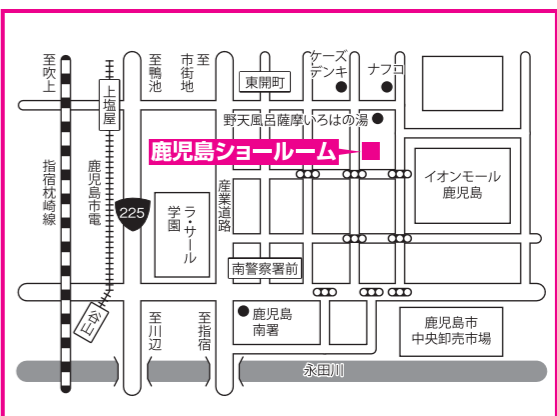 至吹上
上塩屋
至鴨池
至
市街地
東開町
ケーズ
デンキ
ナフコ
野天風呂薩摩いろはの湯
鹿児島ショールーム
指宿枕崎線
鹿児島市電
225
ラ・サール
学園
産業道路
イオンモール
鹿児島
南警察署前
谷山
至川辺
至指宿
鹿児島
南署
鹿児島市
中央卸売市場
永田川